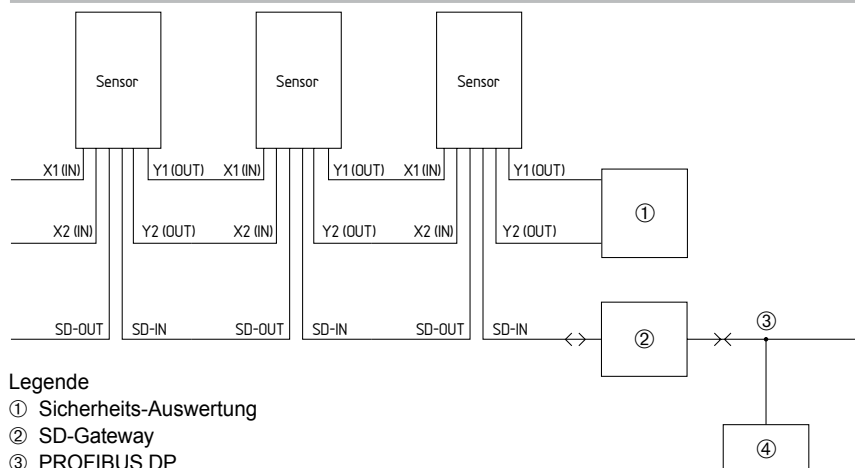 Sensor Sensor Sensor
X1 (IN) Y1 (OUT) X1 (IN) Y1 (OUT) X1 (IN) Y1 (OUT)
①
X2 (IN) Y2 (OUT) X2 (IN) Y2 (OUT) X2 (IN) Y2 (OUT)
SD-OUT SD-IN SD-OUT SD-IN SD-OUT SD-IN
②
③
④
Legende
① Sicherheits-Auswertung
② SD-Gateway
③ PROFIBUS DP